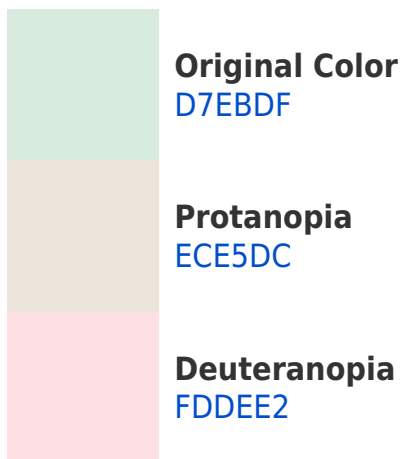 Original Color
D7EBDF
Protanopia
ECE5DC
Deuteranopia
FDDEE2